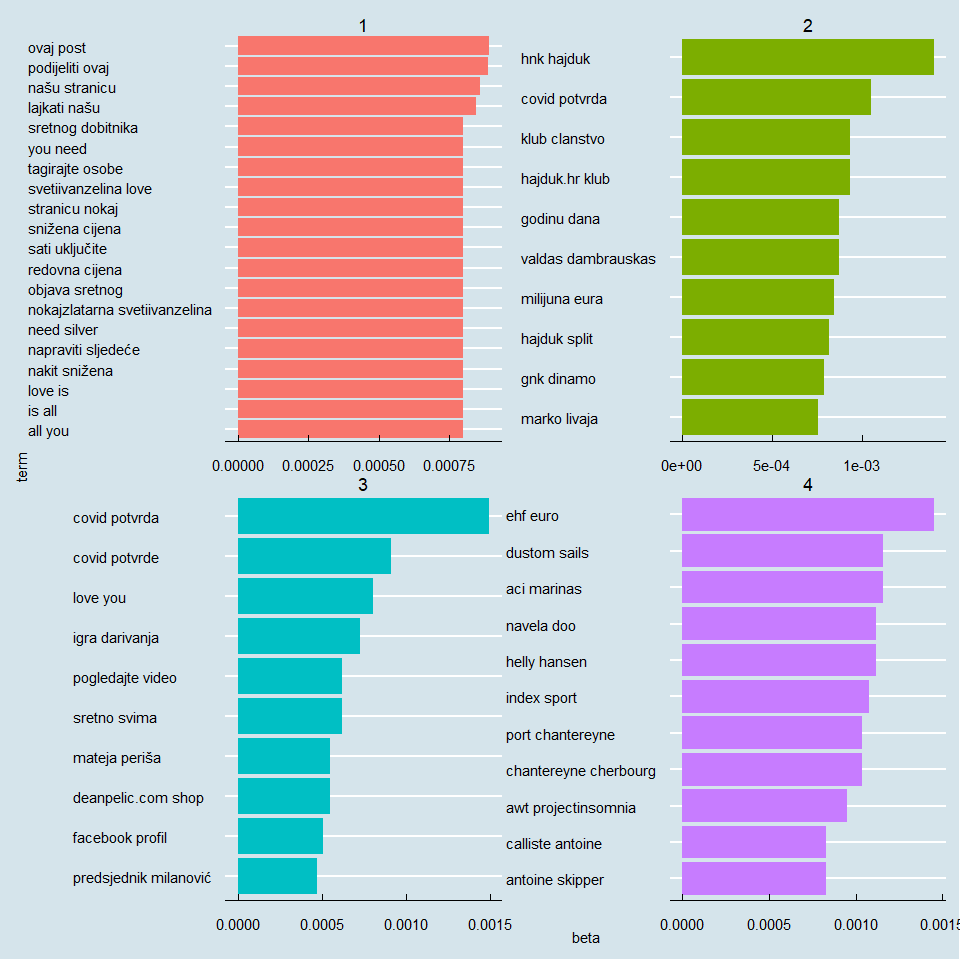 1
ovaj post
podijeliti ovaj
našu stranicu
lajkati našu
sretnog dobitnika
you need
tagirajte osobe
svetiivanzelina love
stranicu nokaj
snižena cijena
sati uključite
redovna cijena
objava sretnog
nokajzlatarna svetiivanzelina
need silver
napraviti sljedeće
nakit snižena
love is
is all
all you
0.00000 0.00025 0.00050 0.00075
2
hnk hajduk
covid potvrda
klub clanstvo
hajduk.hr klub
godinu dana
valdas dambrauskas
milijuna eura
hajduk split
gnk dinamo
marko livaja
0e+00 5e-04 1e-03
term
3
covid potvrda
covid potvrde
love you
igra darivanja
pogledajte video
sretno svima
mateja periša
deanpelic.com shop
facebook profil
predsjednik milanović
0.0000 0.0005 0.0010 0.0015
4
ehf euro
dustom sails
aci marinas
navela doo
helly hansen
index sport
port chantereyne
chantereyne cherbourg
awt projectinsomnia
calliste antoine
antoine skipper
0.0000 0.0005 0.0010 0.0015
beta